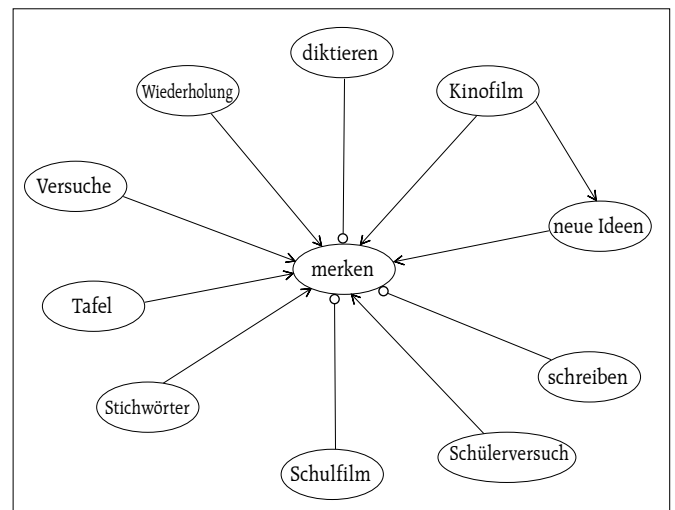 diktieren
Wiederholung
Kinofilm
Versuche
neue Ideen
merken
Tafel
schreiben
Stichwörter
Schülerversuch
Schulfilm